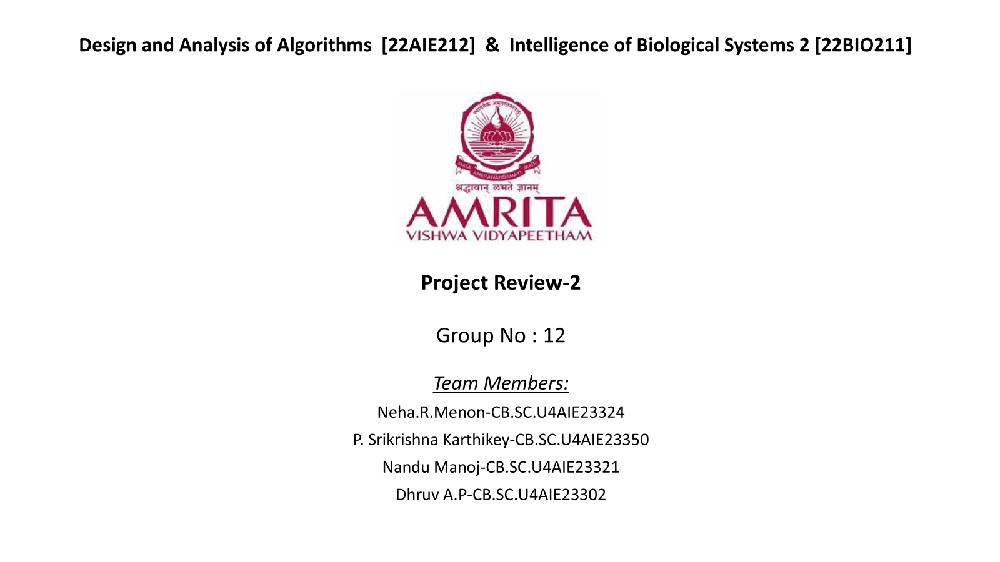 Design and Analysis of Algorithms  [22AIE212]  &  Intelligence of Biological Systems 2 [22BIO211]
MATA AMRITANANDAMAYI MATH
श्रद्धावान् लभते ज्ञानम्
AMRITA
VISHWA VIDYAPEETHAM
Project Review-2
Group No : 12
Team Members:
Neha.R.Menon-CB.SC.U4AIE23324
P. Srikrishna Karthikey-CB.SC.U4AIE23350
Nandu Manoj-CB.SC.U4AIE23321
Dhruv A.P-CB.SC.U4AIE23302